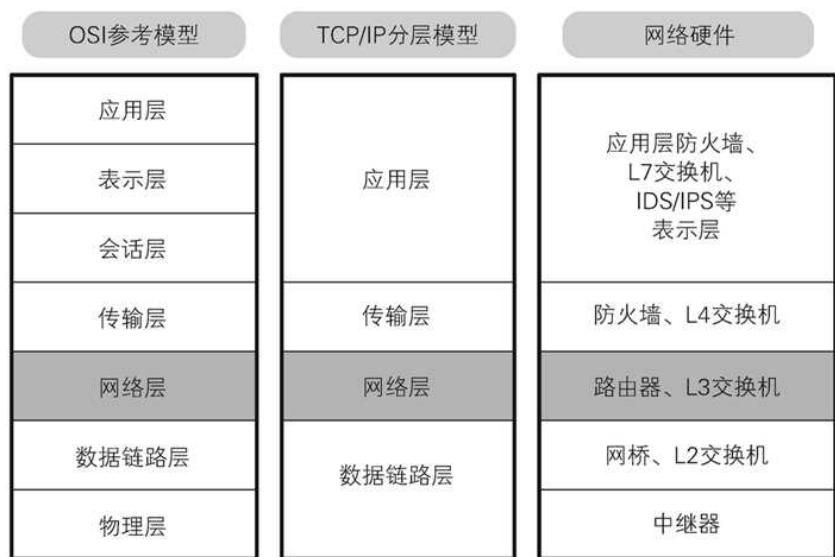 OSI参考模型
应用层
表示层
会话层
传输层
网络层
数据链路层
物理层
TCP/IP分层模型
应用层
传输层
网络层
数据链路层
网络硬件
应用层防火墙、
L7交换机、
IDS/IPS等
表示层
防火墙、L4交换机
路由器、L3交换机
网桥、L2交换机
中继器